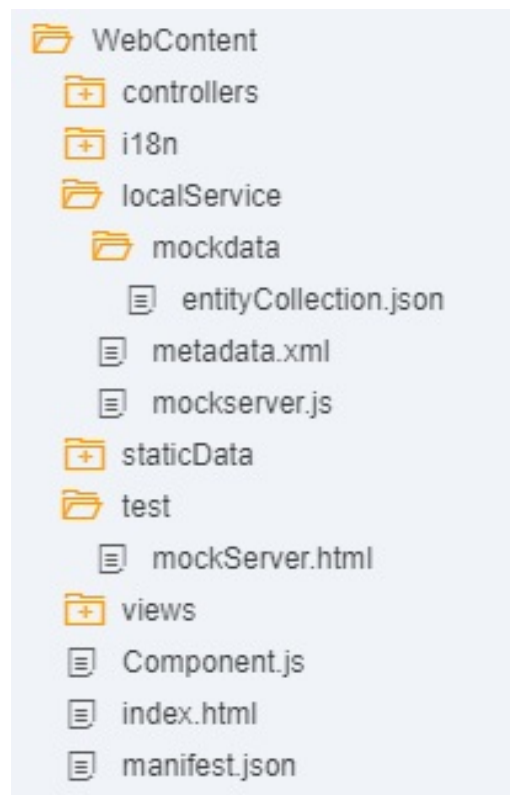 WebContent
controllers
i18n
localService
mockdata
entityCollection.json
metadata.xml
mockserver.js
staticData
test
mockServer.html
views
Component.js
index.html
manifest.json